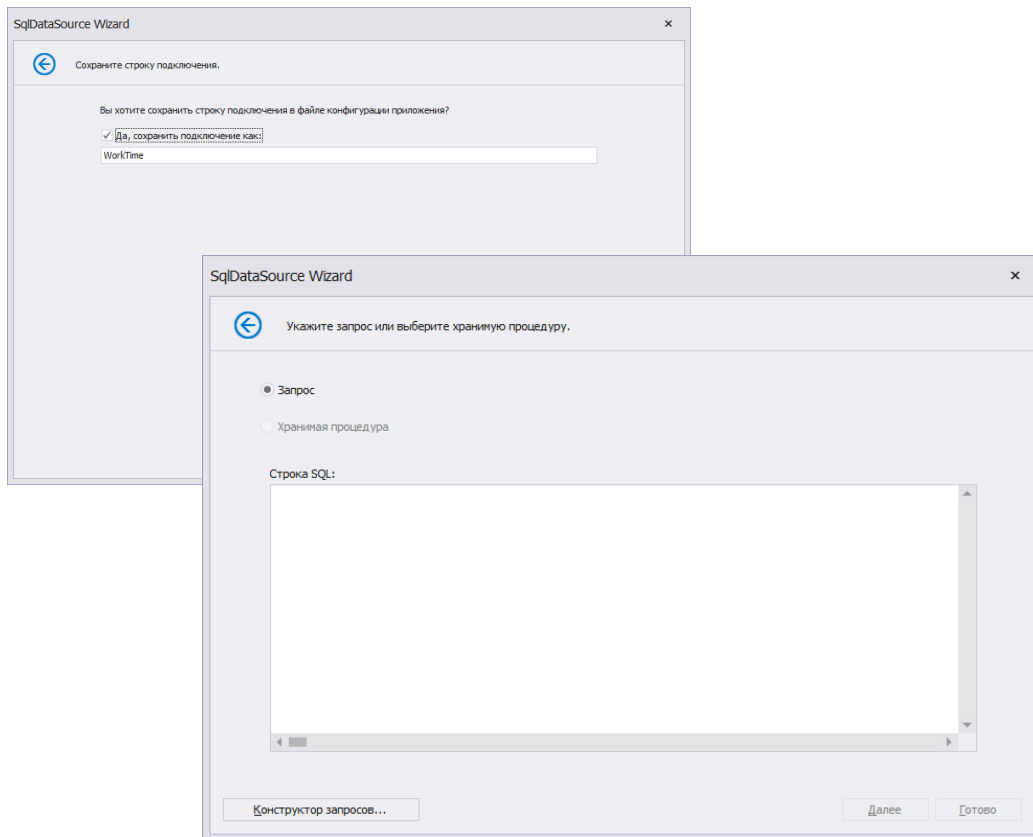 SqlDataSource Wizard
Сохраните строку подключения.
Вы хотите сохранить строку подключения в файле конфигурации приложения?
Да, сохранить подключение как:
WorkTime
SqlDataSource Wizard
Укажите запрос или выберите хранимую процедуру.
Запрос
Хранимая процедура
Строка SQL:
Конструктор запросов... Далее Готово